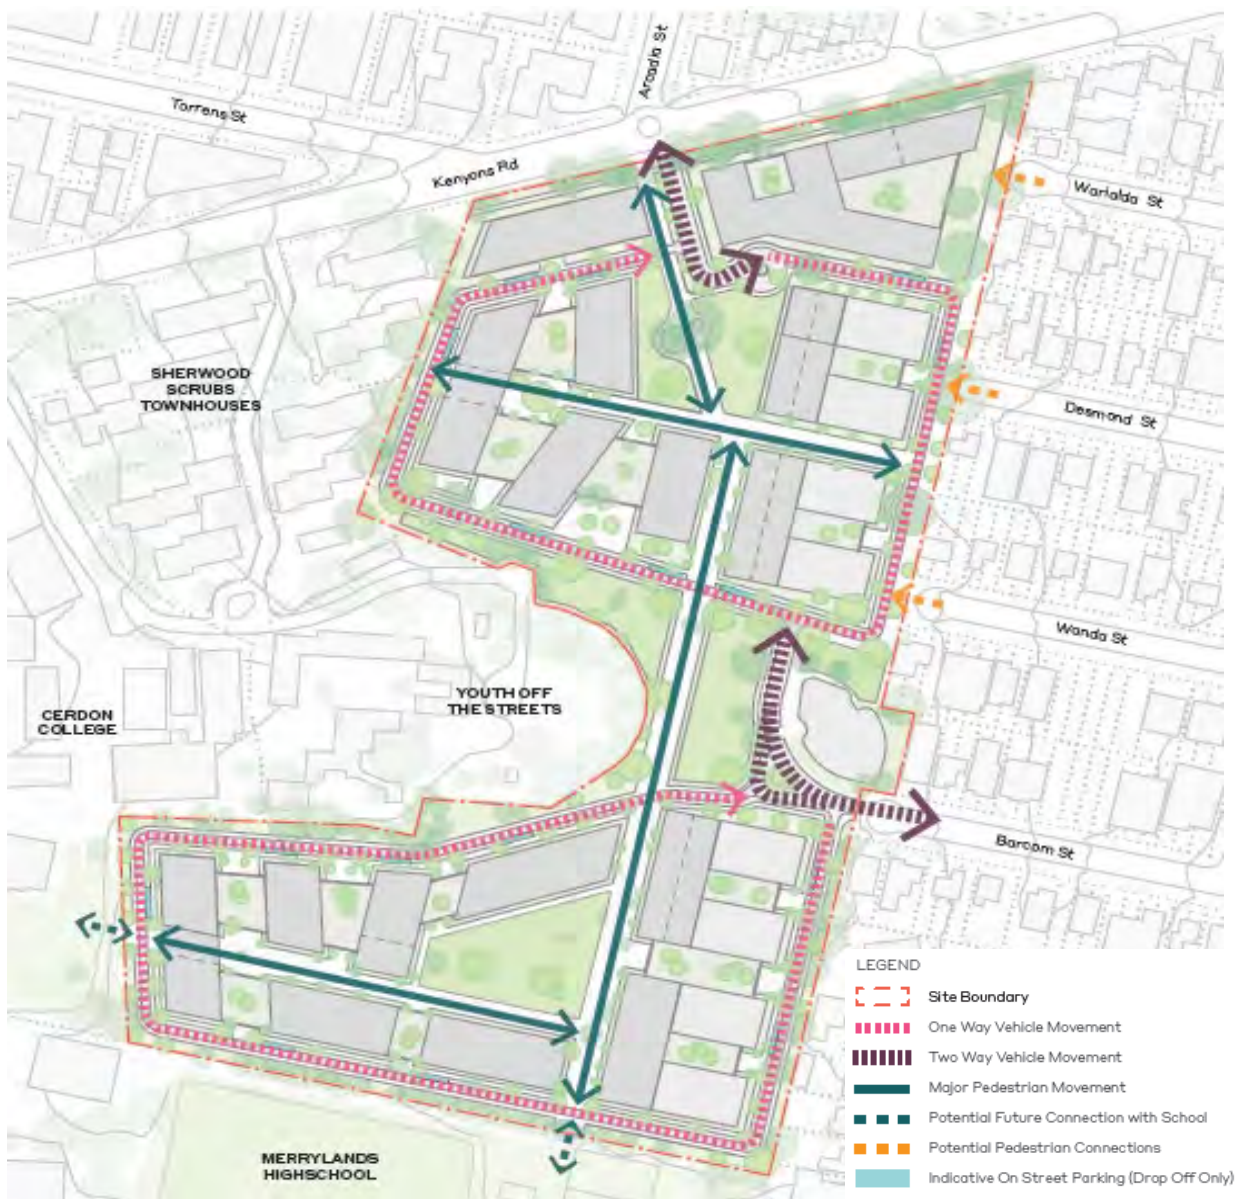 Arcadia St
Torrens St
Kenyons Rd
Warialda St
SHERWOOD
SCRUBS
TOWNHOUSES
Desmond St
Wanda St
YOUTH OFF
THE STREETS
CERDON
COLLEGE
Barcom St
MERRYLANDS
HIGHSCHOOL
LEGEND
Site Boundary
One Way Vehicle Movement
Two Way Vehicle Movement
Major Pedestrian Movement
Potential Future Connection with School
Potential Pedestrian Connections
Indicative On Street Parking (Drop Off Only)